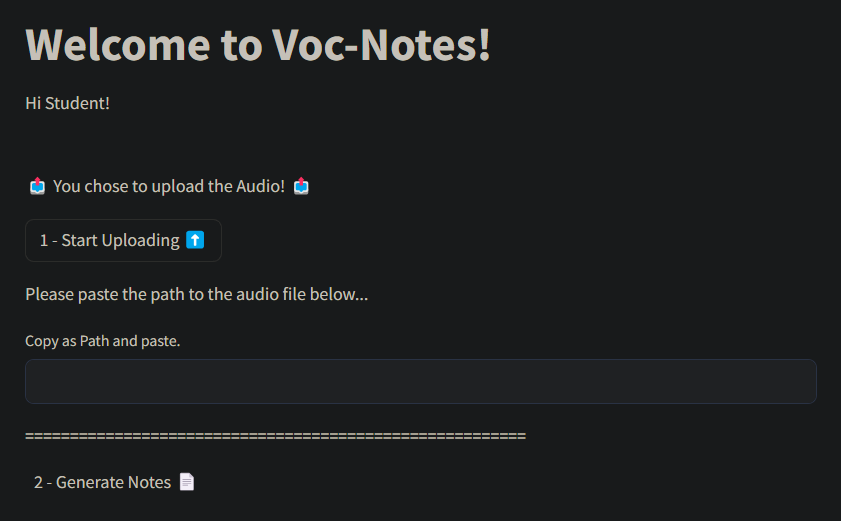 Welcome to Voc-Notes!
Hi Student!
📤 You chose to upload the Audio! 📤
1 - Start Uploading ⬆️
Please paste the path to the audio file below...
Copy as Path and paste.
========================================================
2 - Generate Notes 📄